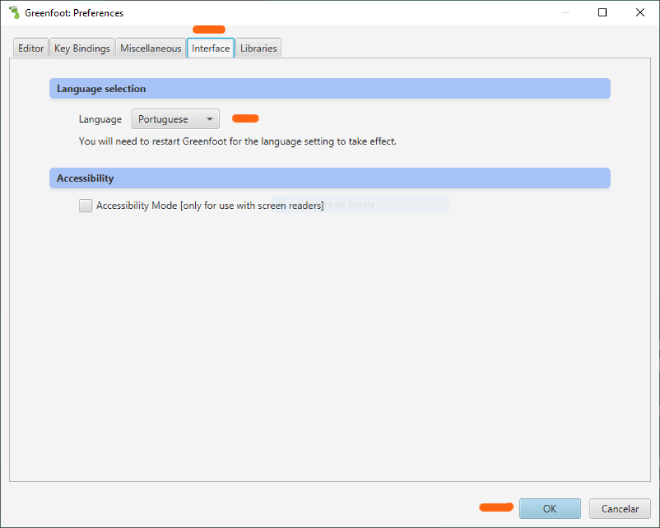 Greenfoot: Preferences
Editor Key Bindings Miscellaneous Interface Libraries
Language selection
Language Portuguese
You will need to restart Greenfoot for the language setting to take effect.
Accessibility
Accessibility Mode [only for use with screen readers]
OK Cancelar